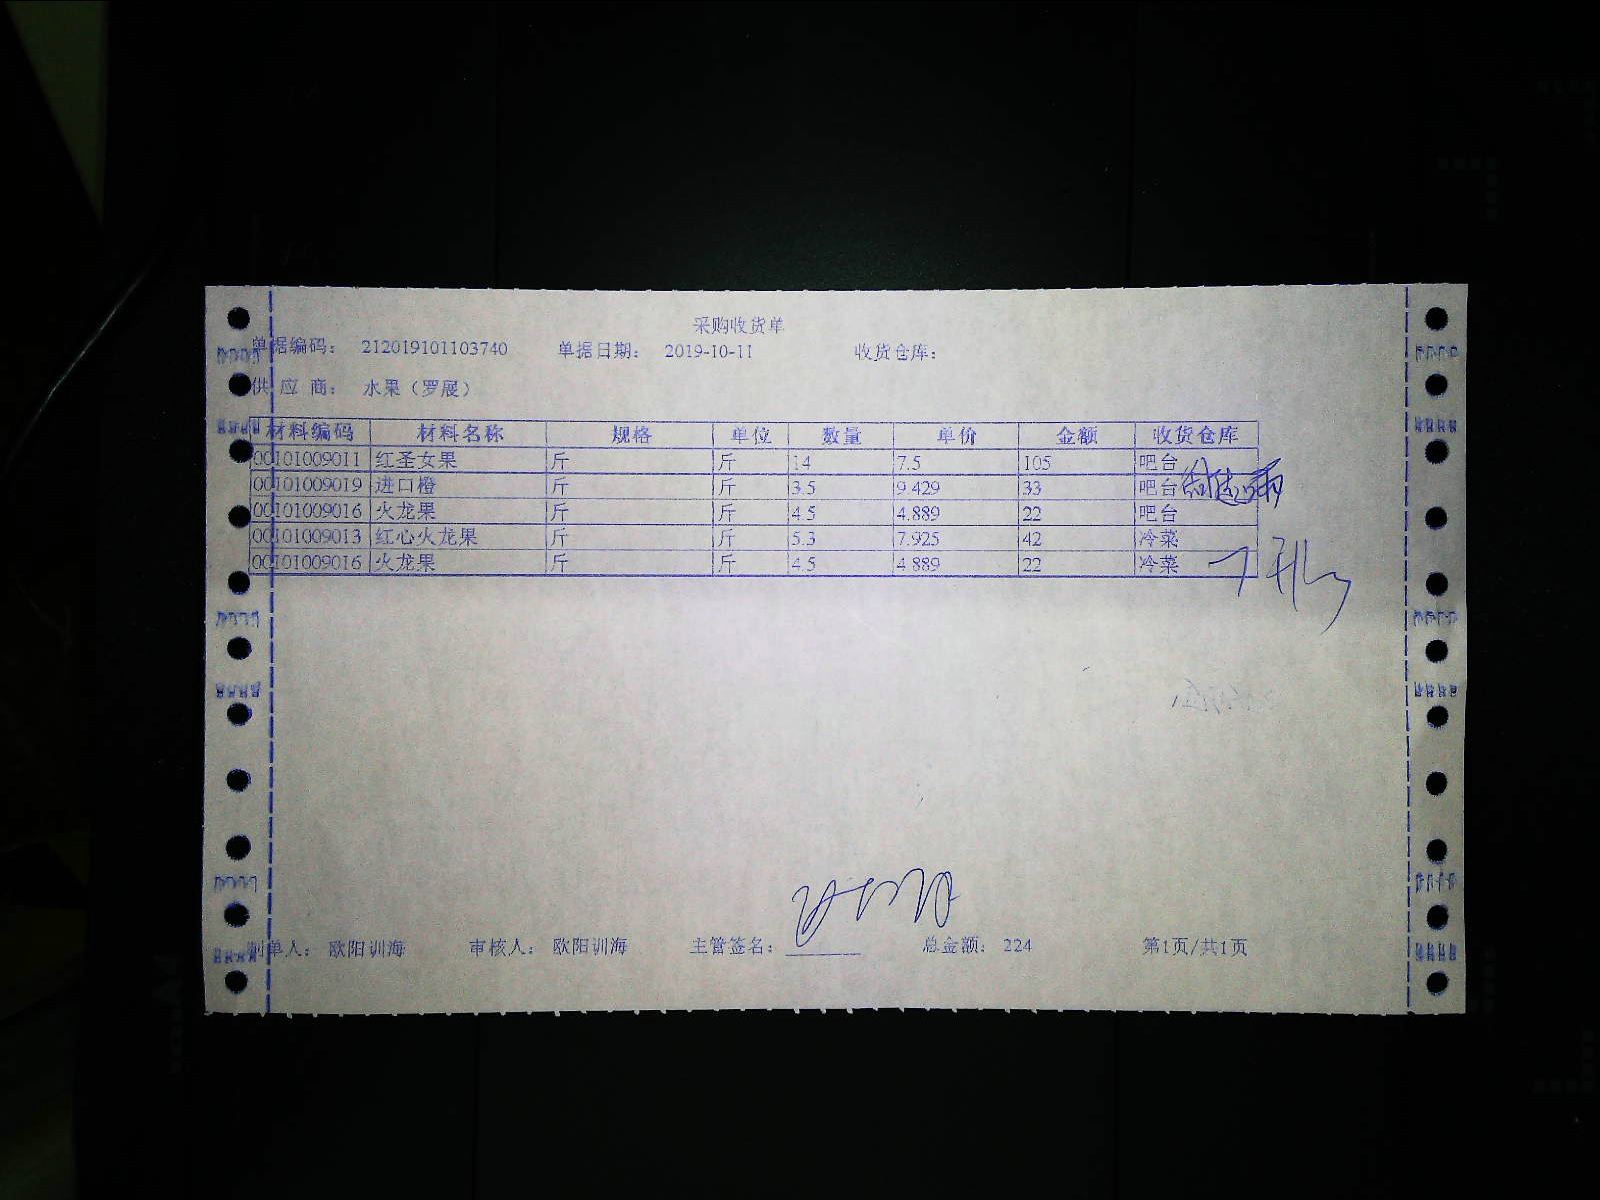 采购收货单
单据编码: 212019101103740 单据日期: 2019-10-11 收货仓库:
供应商: 水果（罗展）
材料编码 材料名称 规格 单位 数量 单价 金额 收货仓库
00101009011 红圣女果 斤 斤 14 7.5 105 吧台
00101009019 进口橙 斤 斤 3.5 9.429 33 吧台
00101009016 火龙果 斤 斤 4.5 4.889 22 吧台
00101009013 红心火龙果 斤 斤 5.3 7.925 42 冷菜
00101009016 火龙果 斤 斤 4.5 4.889 22 冷菜
制单人: 欧阳训海 审核人: 欧阳训海 主管签名: 总金额: 224 第1页/共1页